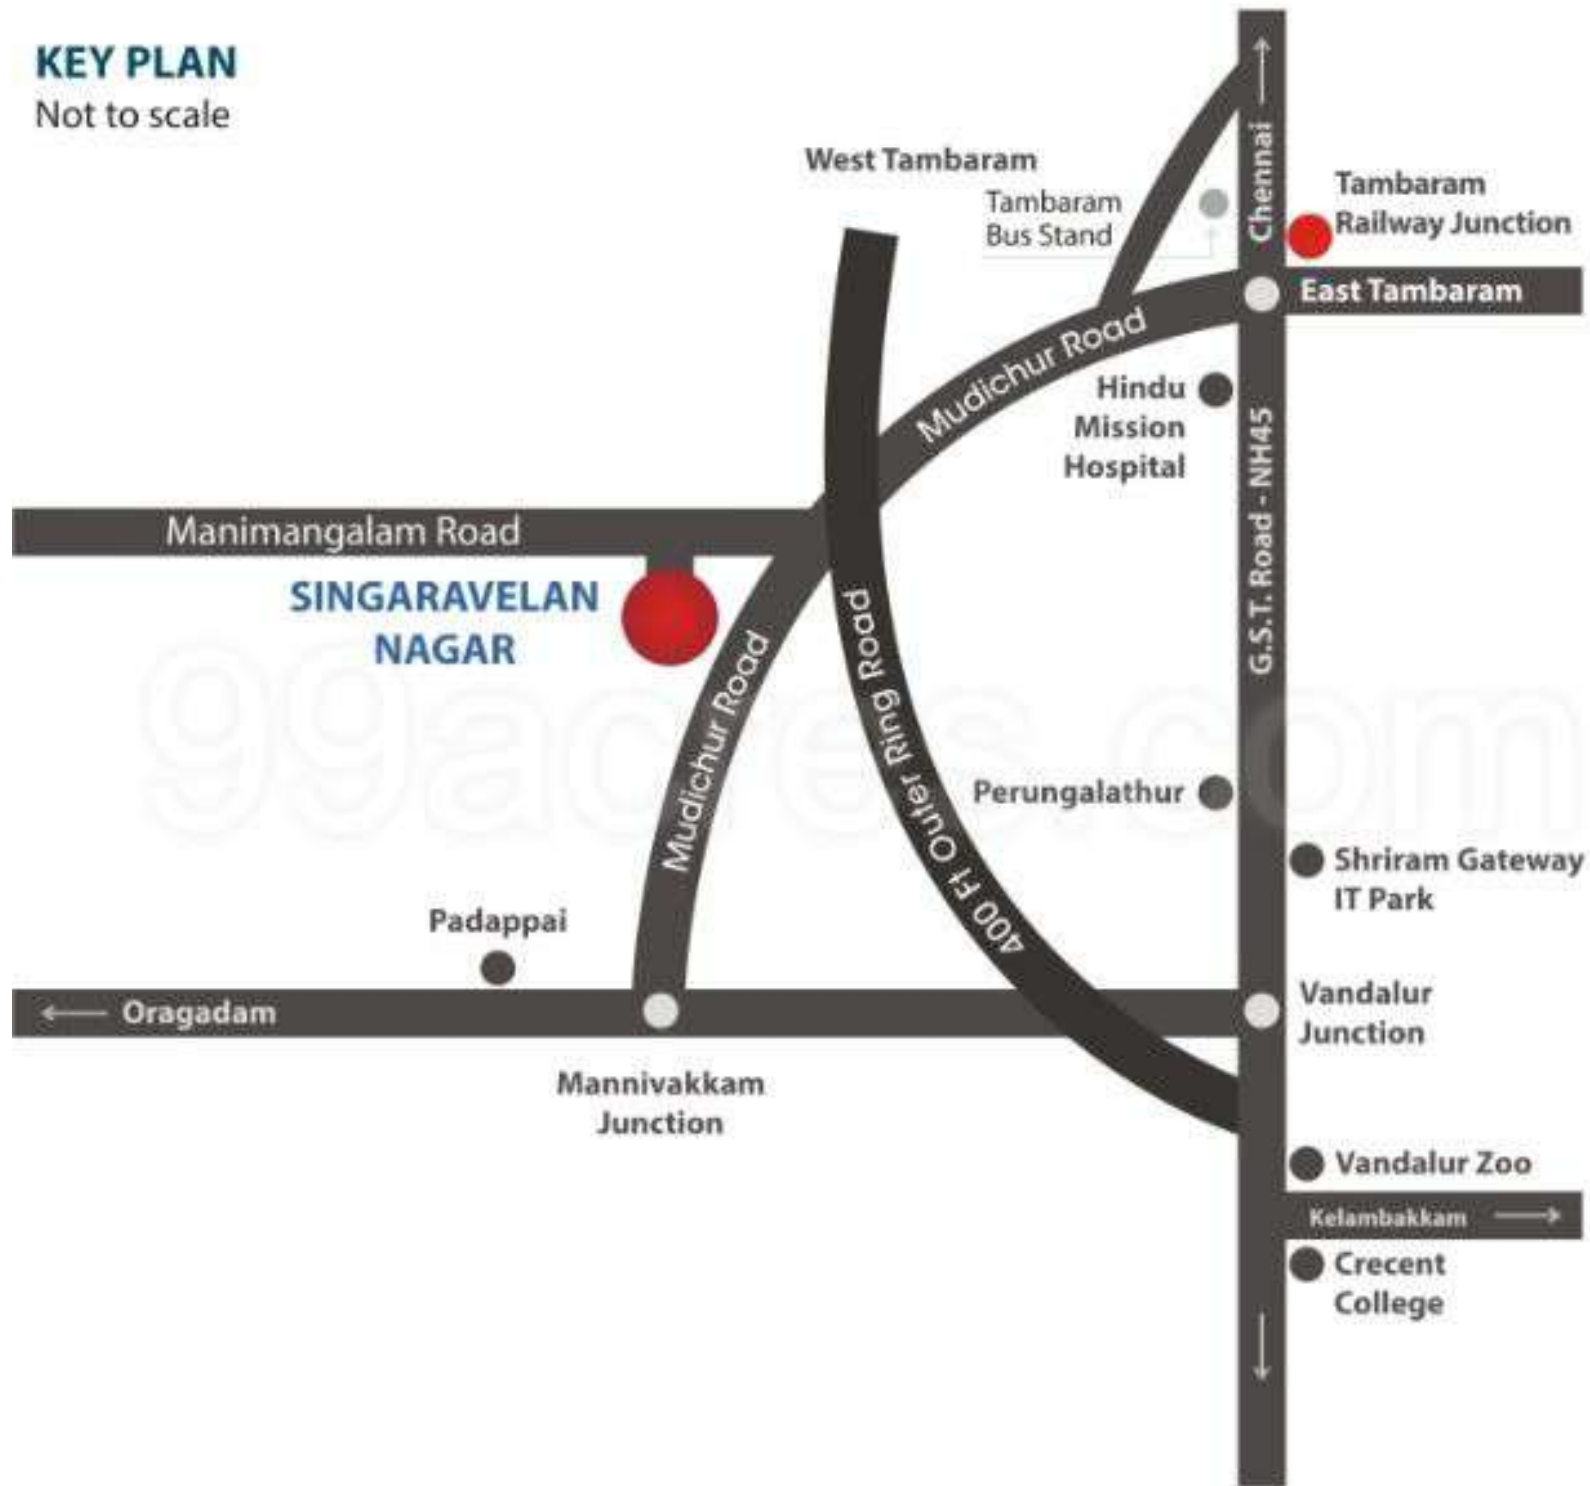 KEY PLAN
Not to scale
Chennai
West Tambaram
Tambaram
Bus Stand
Tambaram
Railway Junction
East Tambaram
Mudichur Road
Hindu
Mission
Hospital
G.S.T. Road - NH45
Manimangalam Road
SINGARAVELAN
NAGAR
Mudichur Road
400 Ft Outer Ring Road
99acres.com
Perungalathur
Shriram Gateway
IT Park
Padappai
Oragadam
Vandalur
Junction
Mannivakkam
Junction
Vandalur Zoo
Kelambakkam
Crecent
College